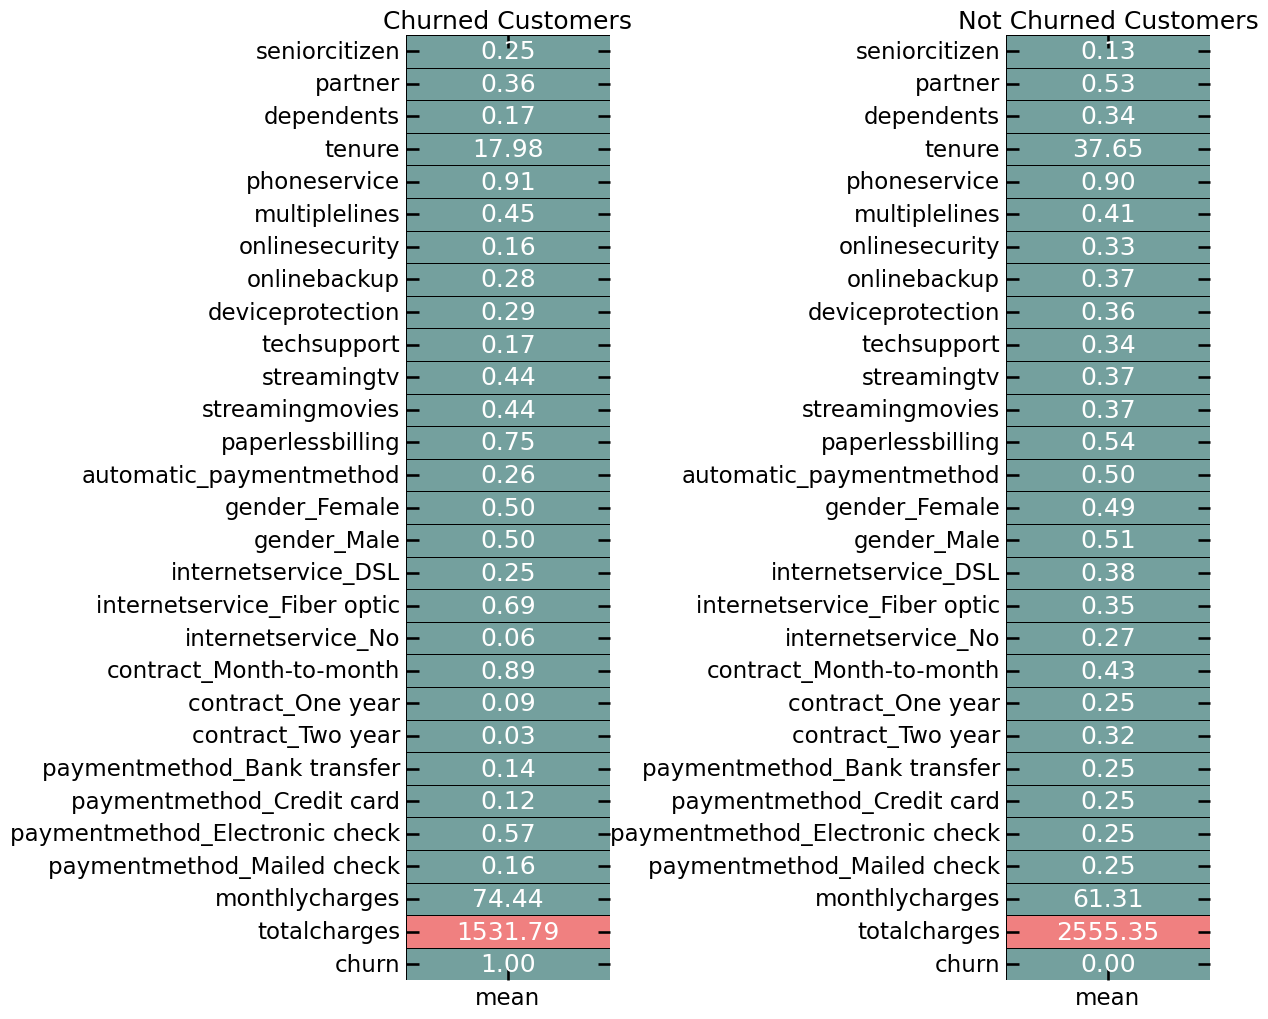 Churned Customers
seniorcitizen 0.25
partner 0.36
dependents 0.17
tenure 17.98
phoneservice 0.91
multiplelines 0.45
onlinesecurity 0.16
onlinebackup 0.28
deviceprotection 0.29
techsupport 0.17
streamingtv 0.44
streamingmovies 0.44
paperlessbilling 0.75
automatic_paymentmethod 0.26
gender_Female 0.50
gender_Male 0.50
internetservice_DSL 0.25
internetservice_Fiber optic 0.69
internetservice_No 0.06
contract_Month-to-month 0.89
contract_One year 0.09
contract_Two year 0.03
paymentmethod_Bank transfer 0.14
paymentmethod_Credit card 0.12
paymentmethod_Electronic check 0.57
paymentmethod_Mailed check 0.16
monthlycharges 74.44
totalcharges 1531.79
churn 1.00
mean
Not Churned Customers
seniorcitizen 0.13
partner 0.53
dependents 0.34
tenure 37.65
phoneservice 0.90
multiplelines 0.41
onlinesecurity 0.33
onlinebackup 0.37
deviceprotection 0.36
techsupport 0.34
streamingtv 0.37
streamingmovies 0.37
paperlessbilling 0.54
automatic_paymentmethod 0.50
gender_Female 0.49
gender_Male 0.51
internetservice_DSL 0.38
internetservice_Fiber optic 0.35
internetservice_No 0.27
contract_Month-to-month 0.43
contract_One year 0.25
contract_Two year 0.32
paymentmethod_Bank transfer 0.25
paymentmethod_Credit card 0.25
paymentmethod_Electronic check 0.25
paymentmethod_Mailed check 0.25
monthlycharges 61.31
totalcharges 2555.35
churn 0.00
mean